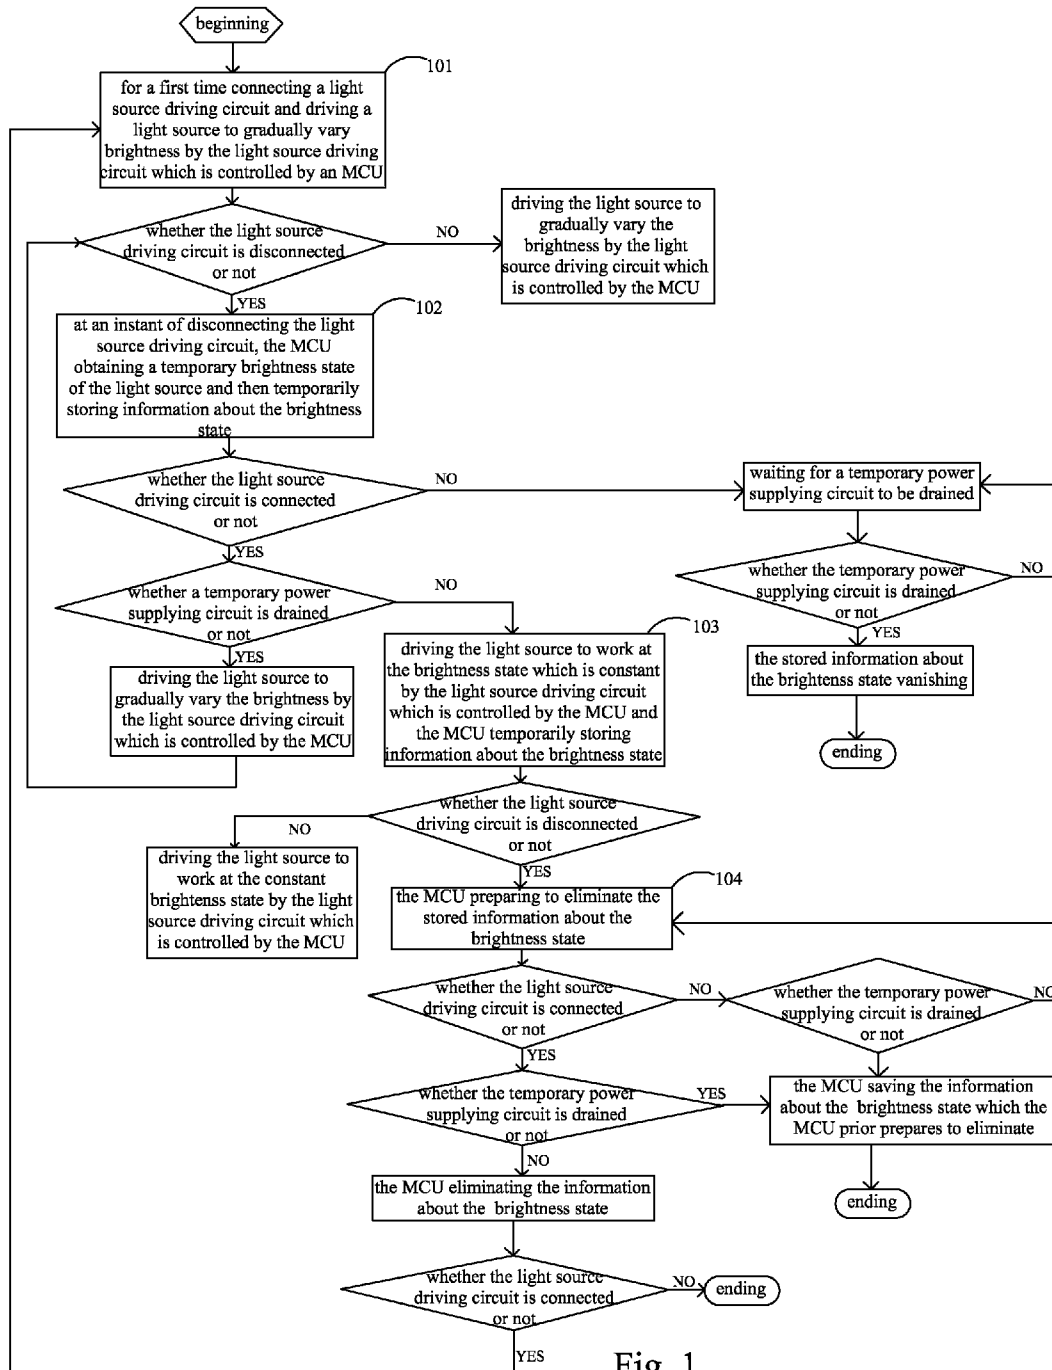 beginning
101
for a first time connecting a light
source driving circuit and driving a
light source to gradually vary
brightness by the light source driving
circuit which is controlled by an MCU
whether the light source
driving circuit is disconnected
or not
NO
driving the light source to
gradually vary the
brightness by the light
source driving circuit which
is controlled by the MCU
YES
102
at an instant of disconnecting the light
source driving circuit, the MCU
obtaining a temporary brightness state
of the light source and then temporarily
storing information about the brightness
state
whether the light source
driving circuit is connected
or not
NO
waiting for a temporary power
supplying circuit to be drained
YES
whether the temporary power
supplying circuit is drained
or not
NO
YES
the stored information about
the brightenss state vanishing
ending
whether a temporary power
supplying circuit is drained
or not
NO
YES
driving the light source to
gradually vary the brightness by
the light source driving circuit
which is controlled by the MCU
103
driving the light source to work at
the brightness state which is constant
by the light source driving circuit
which is controlled by the MCU and
the MCU temporarily storing
information about the brightness state
whether the light source
driving circuit is disconnected
or not
NO
driving the light source to
work at the constant
brightenss state by the light
source driving circuit which
is controlled by the MCU
YES
104
the MCU preparing to eliminate the
stored information about the
brightness state
whether the light source
driving circuit is connected
or not
NO
whether the temporary power
supplying circuit is drained
or not
NO
YES
whether the temporary power
supplying circuit is drained
or not
YES
the MCU saving the information
about the brightness state which the
MCU prior prepares to eliminate
ending
NO
the MCU eliminating the information
about the brightness state
whether the light source
driving circuit is connected
or not
NO
ending
YES
Fig. 1